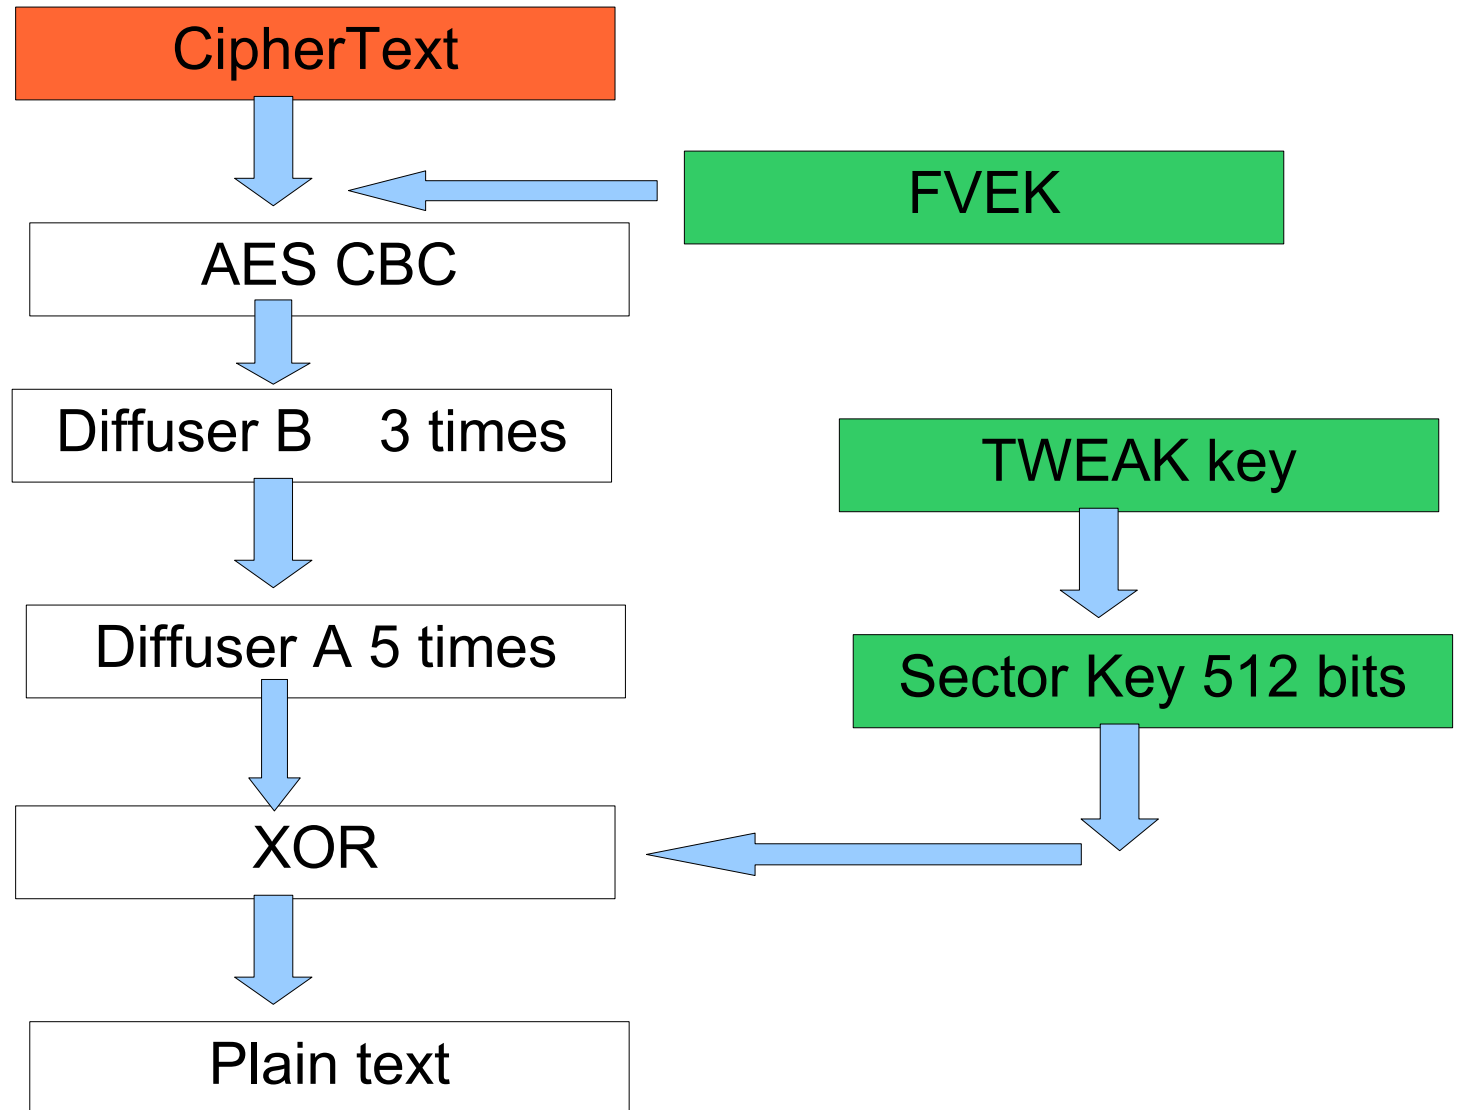 CipherText
FVEK
AES CBC
Diffuser B 3 times
TWEAK key
Diffuser A 5 times
Sector Key 512 bits
XOR
Plain text